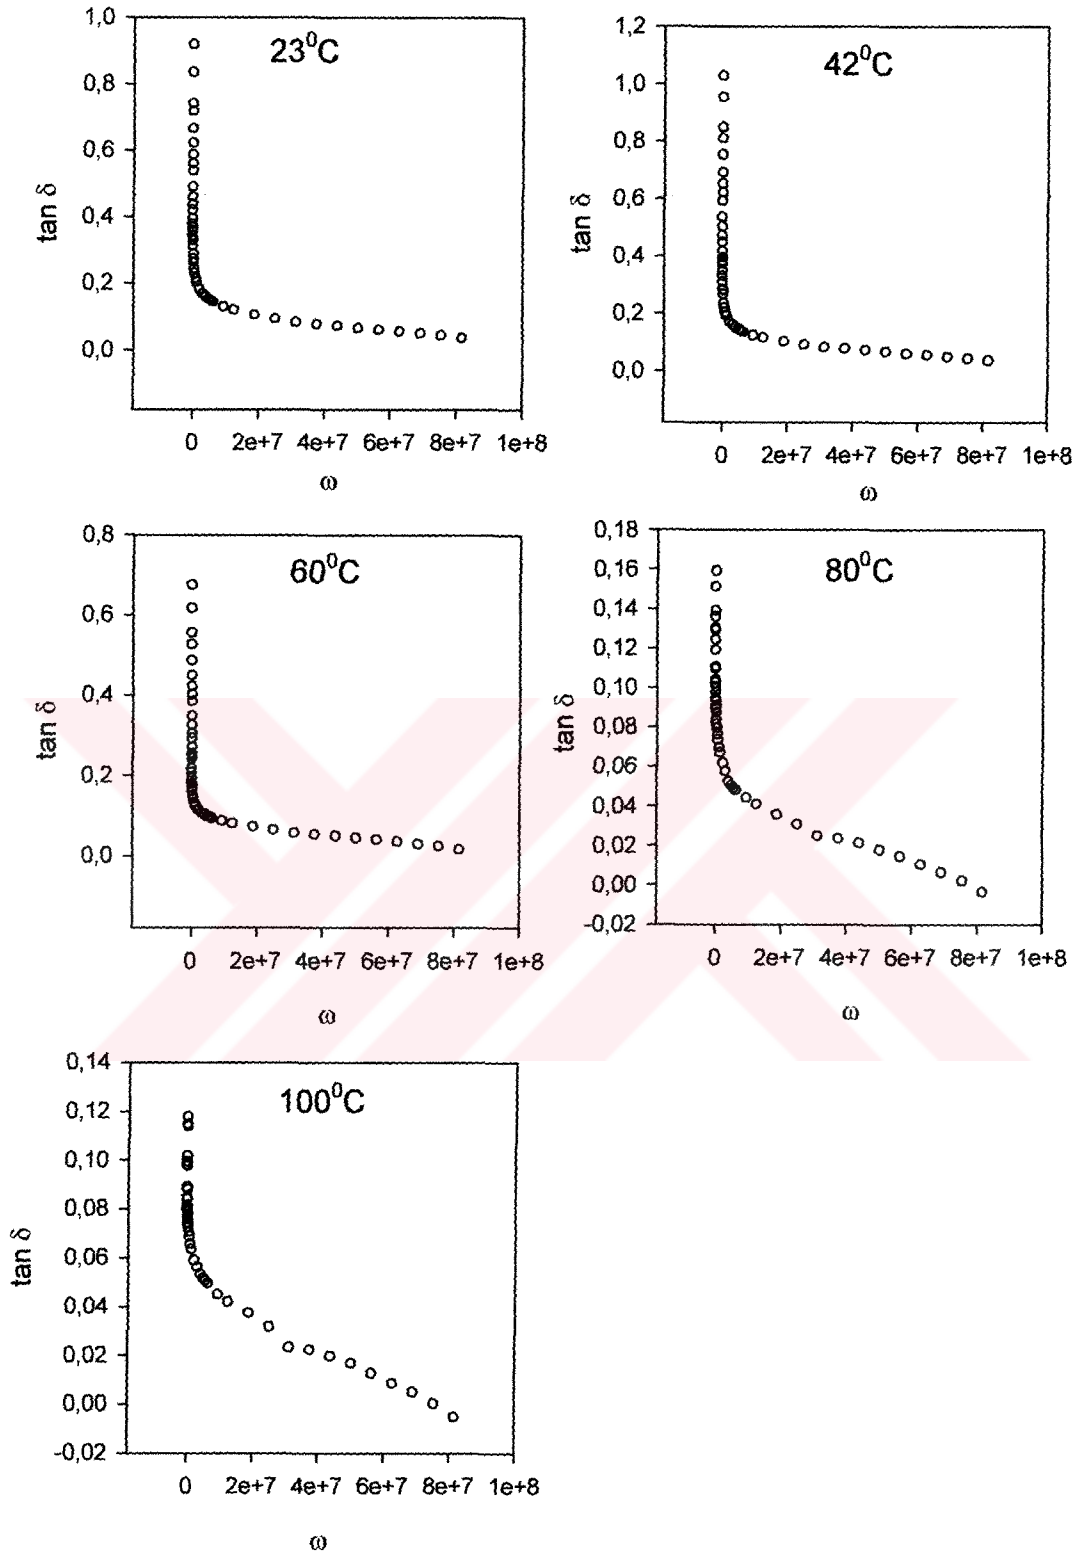 23⁰C
1,0
0,8
0,6
0,4
0,2
0,0
tan δ
0 2e+7 4e+7 6e+7 8e+7 1e+8
ω
42⁰C
1,2
1,0
0,8
0,6
0,4
0,2
0,0
tan δ
0 2e+7 4e+7 6e+7 8e+7 1e+8
ω
60⁰C
0,8
0,6
0,4
0,2
0,0
tan δ
0 2e+7 4e+7 6e+7 8e+7 1e+8
ω
80⁰C
0,18
0,16
0,14
0,12
0,10
0,08
0,06
0,04
0,02
0,00
-0,02
tan δ
0 2e+7 4e+7 6e+7 8e+7 1e+8
ω
100⁰C
0,14
0,12
0,10
0,08
0,06
0,04
0,02
0,00
-0,02
tan δ
0 2e+7 4e+7 6e+7 8e+7 1e+8
ω